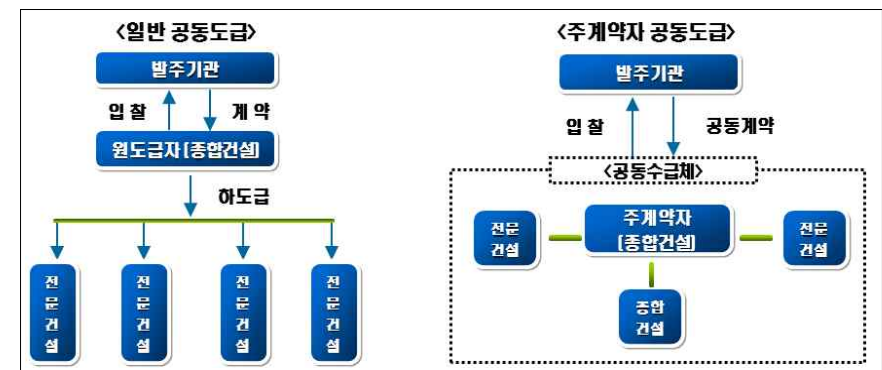 <일반 공동도급>
발주기관
입 찰
계 약
원도급자(종합건설)
하도급
전
문
건
설
전
문
건
설
전
문
건
설
전
문
건
설
<주계약자 공동도급>
발주기관
입 찰
공동계약
<공동수급체>
전문
건설
주계약자
(종합건설)
전문
건설
종합
건설